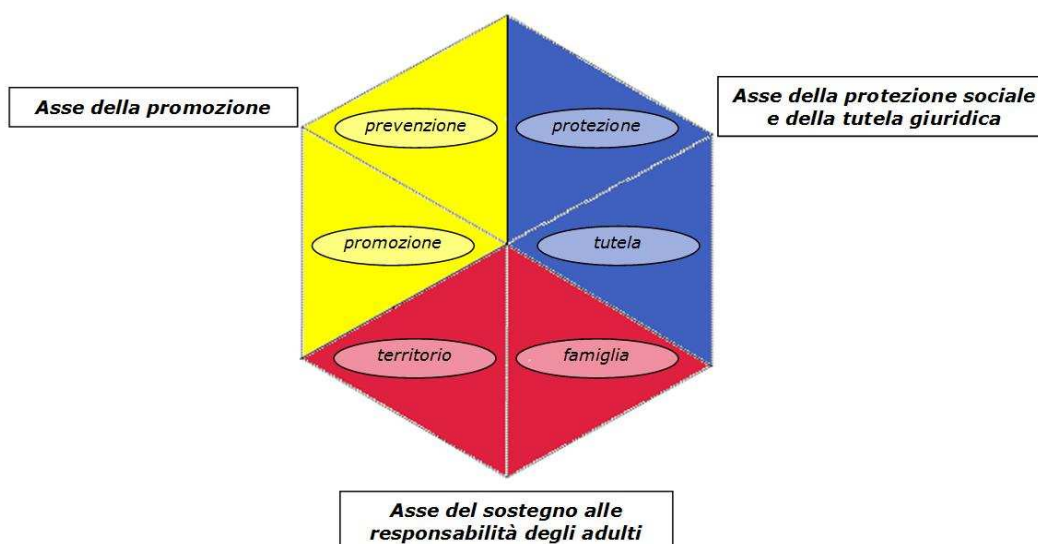 Asse della promozione
Asse della protezione sociale
e della tutela giuridica
prevenzione
protezione
promozione
tutela
territorio
famiglia
Asse del sostegno alle
responsabilità degli adulti